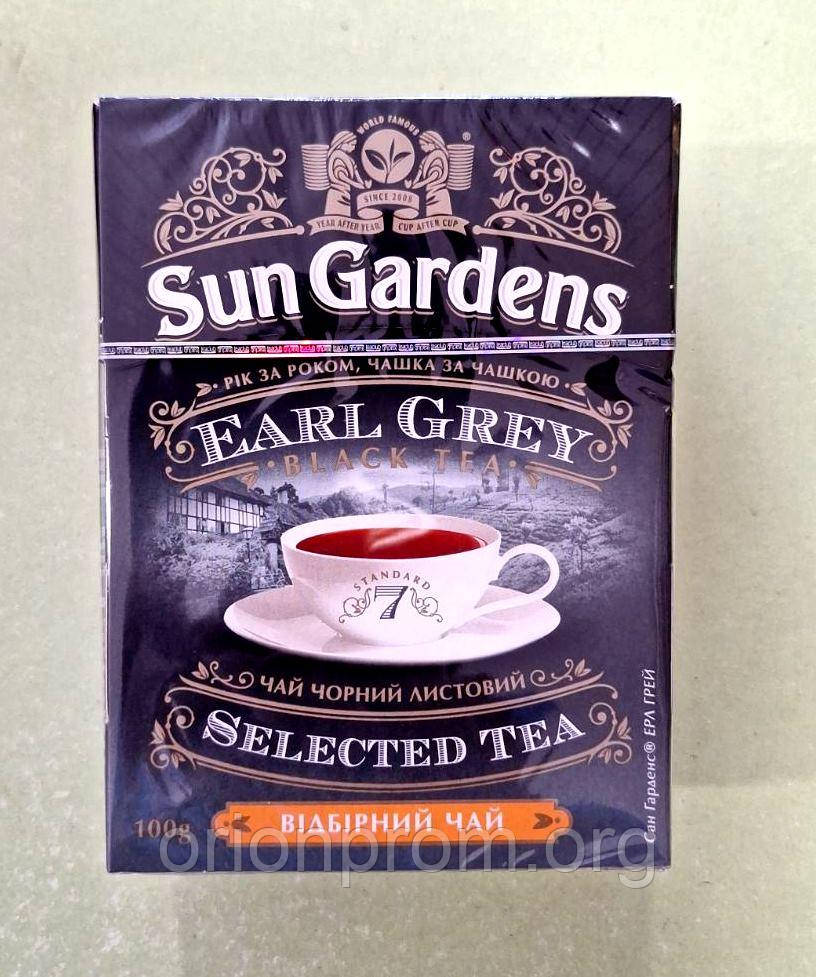 WORLD FAMOUS
®
SINCE 2008
YEAR AFTER YEAR, CUP AFTER CUP
Sun Gardens
· РІК ЗА РОКОМ, ЧАШКА ЗА ЧАШКОЮ ·
EARL GREY
· BLACK TEA ·
STANDARD
7
ЧАЙ ЧОРНИЙ ЛИСТОВИЙ
SELECTED TEA
100g
ВІДБІРНИЙ ЧАЙ
Сан Гарденс® ЕРЛ ГРЕЙ
orionprom.org